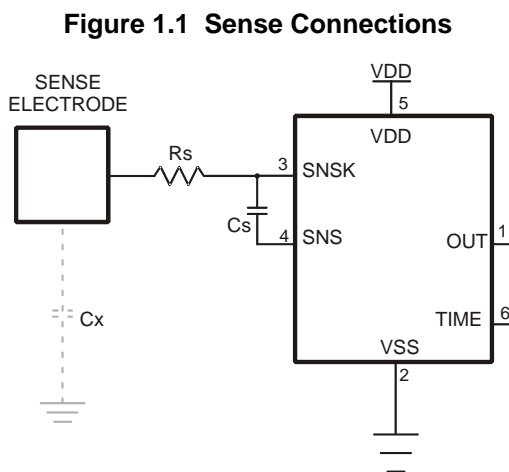 Figure 1.1 Sense Connections
SENSE
ELECTRODE
VDD
5
VDD
Rs
3
SNSK
Cs
4
SNS
OUT
1
Cx
TIME
6
VSS
2